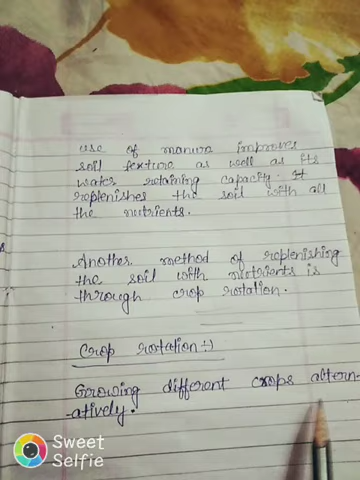 use of manure improves
soil texture as well as its
water retaining capacity. It
replenishes the soil with all
the nutrients.
Another method of replenishing
the soil with nutrients is
through crop rotation.
Crop rotation :-)
Growing different crops altern-
-atively.
Sweet
Selfie